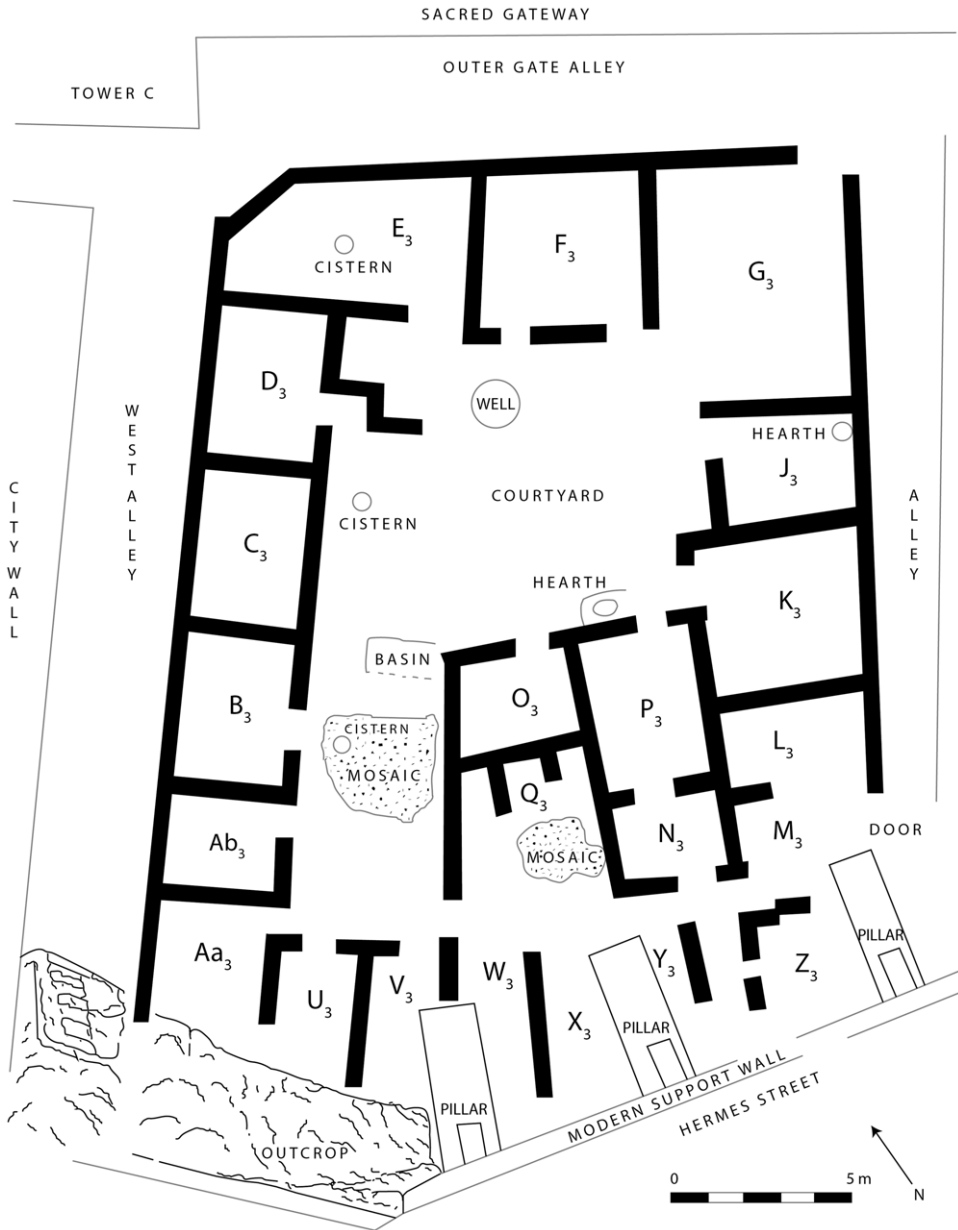 SACRED GATEWAY
OUTER GATE ALLEY
TOWER C
E3
CISTERN
F3
G3
D3
WELL
HEARTH
J3
WEST ALLEY
CITY WALL
COURTYARD
CISTERN
C3
ALLEY
HEARTH
K3
BASIN
B3
O3
P3
CISTERN
MOSAIC
L3
Q3
Ab3
MOSAIC
N3
M3
DOOR
Aa3
U3
V3
W3
X3
Y3
Z3
PILLAR
PILLAR
PILLAR
MODERN SUPPORT WALL
HERMES STREET
OUTCROP
0 5 m
N